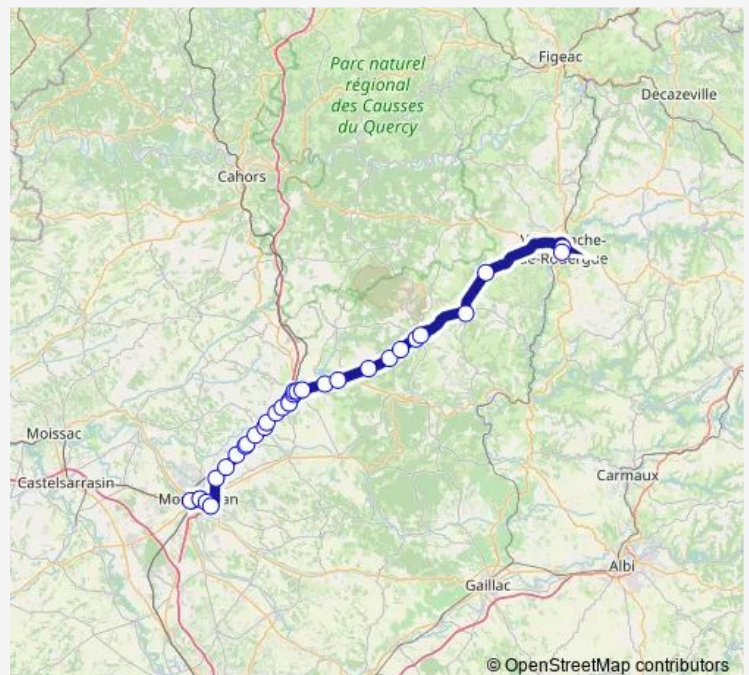 Figeac
Parc naturel
régional
des Causses
du Quercy
Decazeville
Cahors
Moissac
Castelsarrasin
Carmaux
Albi
Gaillac
© OpenStreetMap contributors